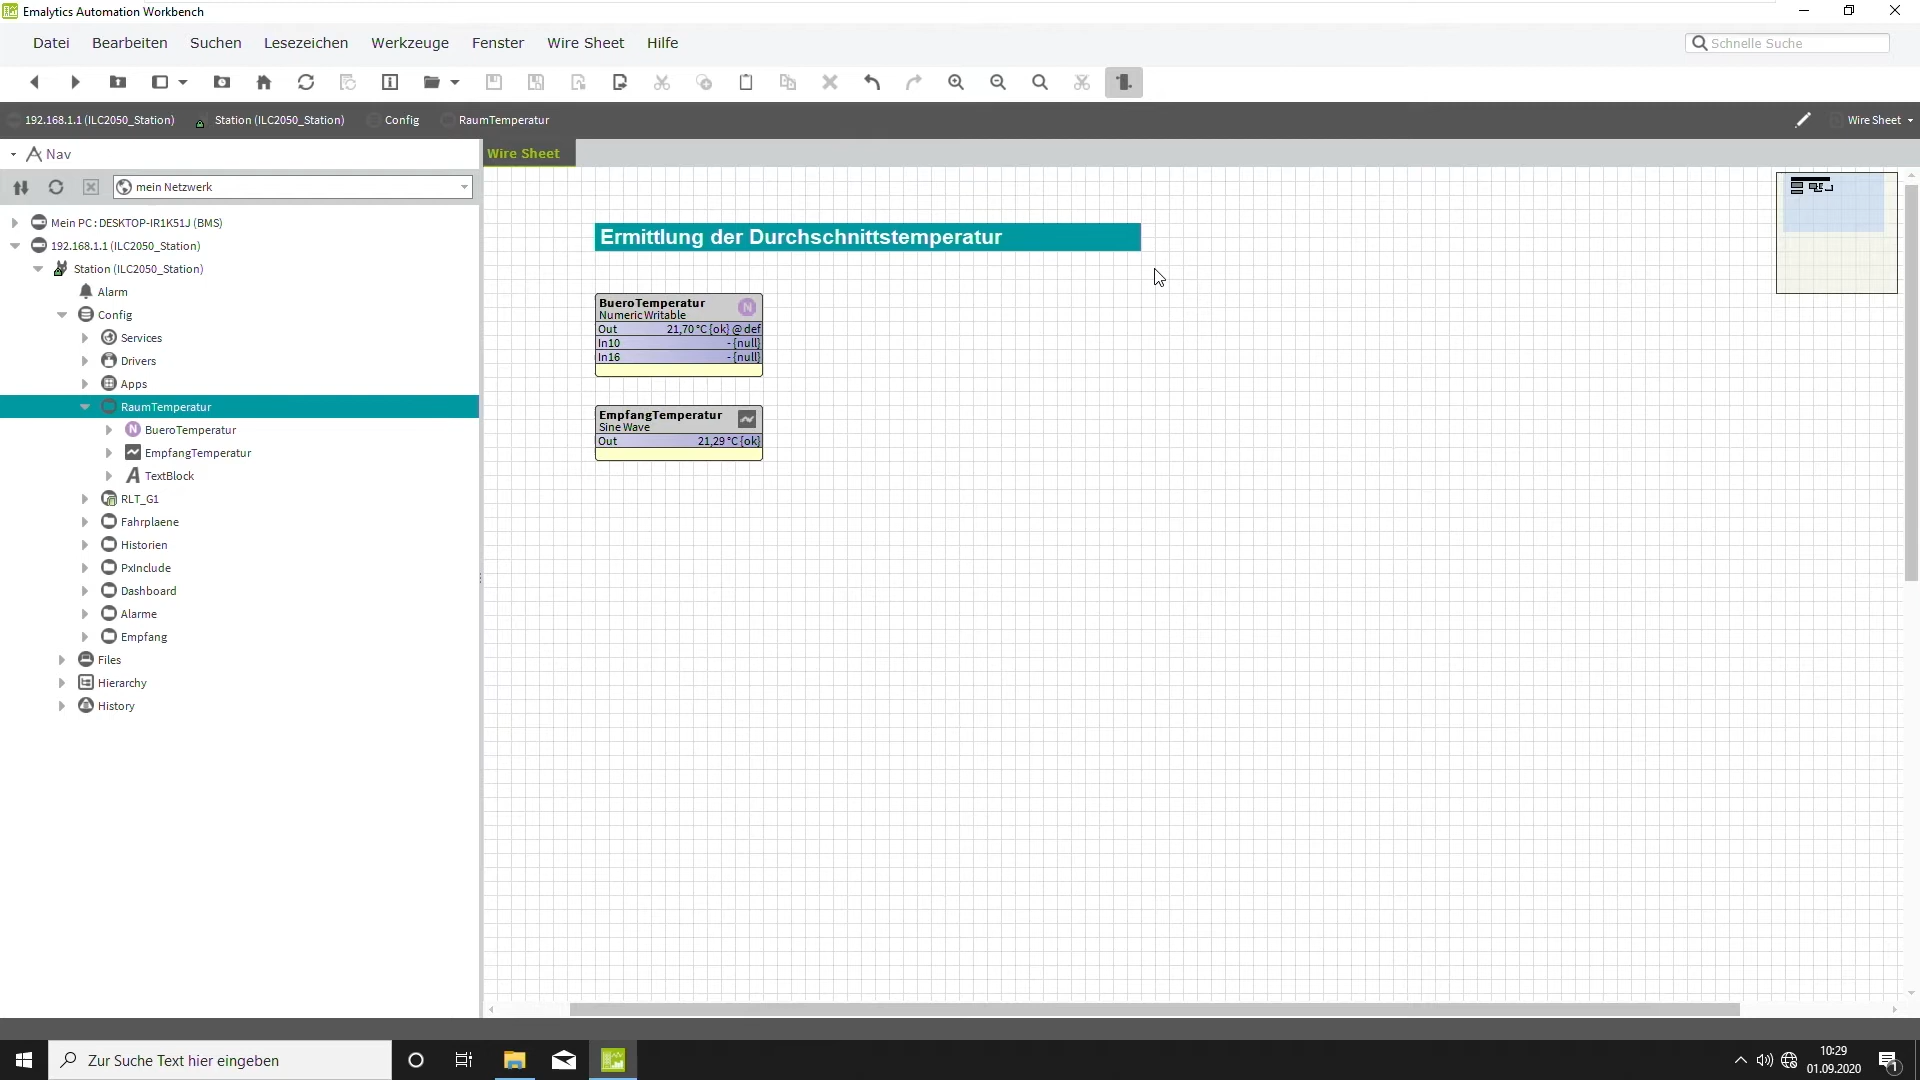 Emalytics Automation Workbench
Datei Bearbeiten Suchen Lesezeichen Werkzeuge Fenster Wire Sheet Hilfe
Schnelle Suche
192.168.1.1 (ILC2050_Station) Station (ILC2050_Station) Config RaumTemperatur
Wire Sheet
Nav
Wire Sheet
mein Netzwerk
Mein PC : DESKTOP-IR1K51J (BMS)
192.168.1.1 (ILC2050_Station)
Station (ILC2050_Station)
Alarm
Config
Services
Drivers
Apps
RaumTemperatur
N BueroTemperatur
EmpfangTemperatur
A TextBlock
RLT_G1
Fahrplaene
Historien
PxInclude
Dashboard
Alarme
Empfang
Files
Hierarchy
History
Ermittlung der Durchschnittstemperatur
BueroTemperatur
Numeric Writable
N
Out 21,70 °C {ok} @ def
In10 - {null}
In16 - {null}
EmpfangTemperatur
Sine Wave
Out 21,29 °C {ok}
Zur Suche Text hier eingeben
10:29
01.09.2020
1